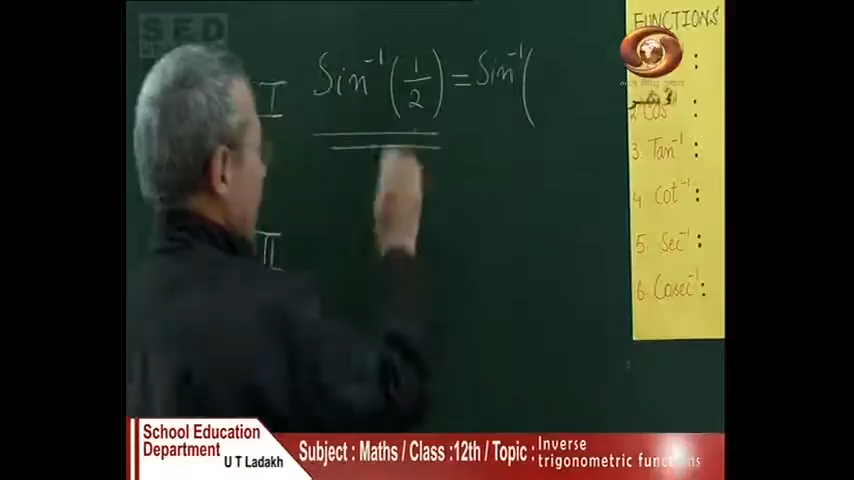 SED
FUNCTIONS
I Sin⁻¹(1/2) = Sin⁻¹(
:
2 Cos :
3. Tan⁻¹ :
4 Cot⁻¹ :
5. Sec⁻¹ :
6. Cosec⁻¹ :
II
School Education
Department
U T Ladakh
Subject : Maths / Class :12th / Topic : Inverse
trigonometric functions